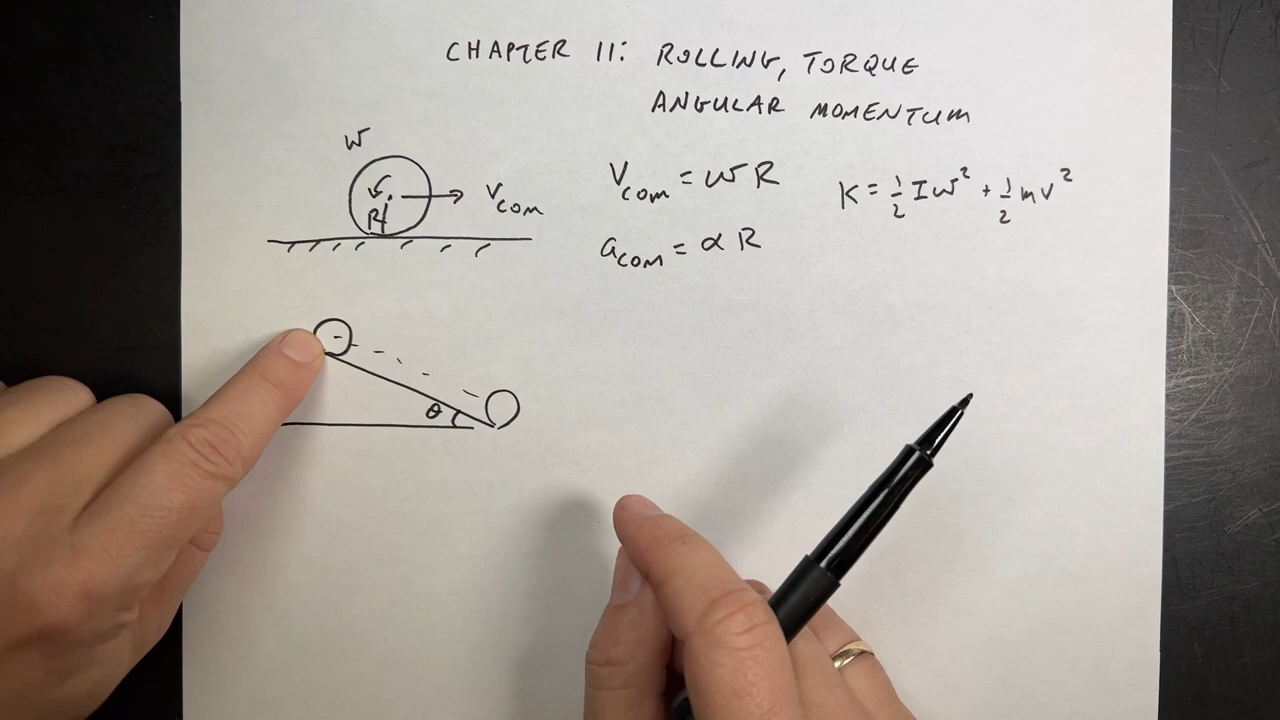 CHAPTER 11: ROLLING, TORQUE
ANGULAR MOMENTUM
ω
R
v_com
v_com = ωR
K = ½Iω² + ½mv²
a_com = αR
θ